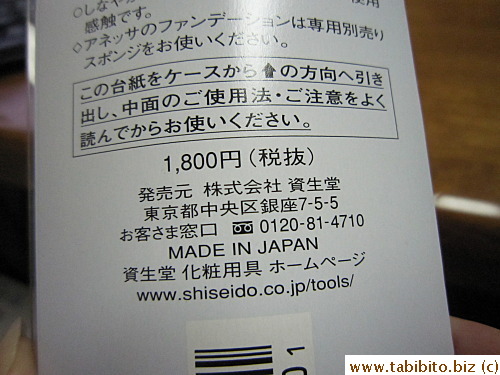 ○しなやか
使用
感触です。
◇アネッサのファンデーションは専用別売り
スポンジをお使いください。
この台紙をケースから⬆の方向へ引き
出し、中面のご使用法・ご注意をよく
読んでからお使いください。
1,800円(税抜)
発売元 株式会社 資生堂
東京都中央区銀座7-5-5
お客さま窓口 0120-81-4710
MADE IN JAPAN
資生堂 化粧用具 ホームページ
www.shiseido.co.jp/tools/
01
www.tabibito.biz (c)